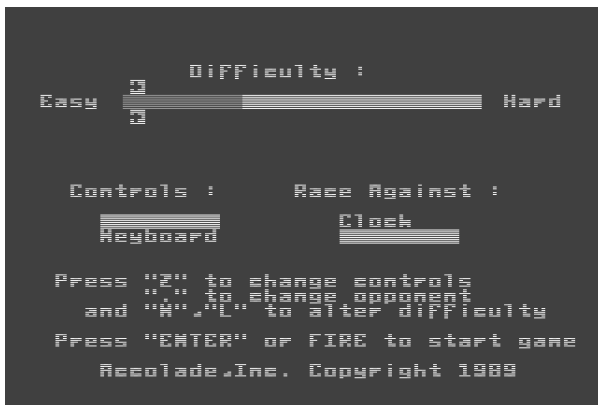 Difficulty :
Easy Hard
Controls : Race Against :
Keyboard Clock
Press "Z" to change controls
"." to change opponent
and "K","L" to alter difficulty
Press "ENTER" or FIRE to start game
Accolade,Inc. Copyright 1989